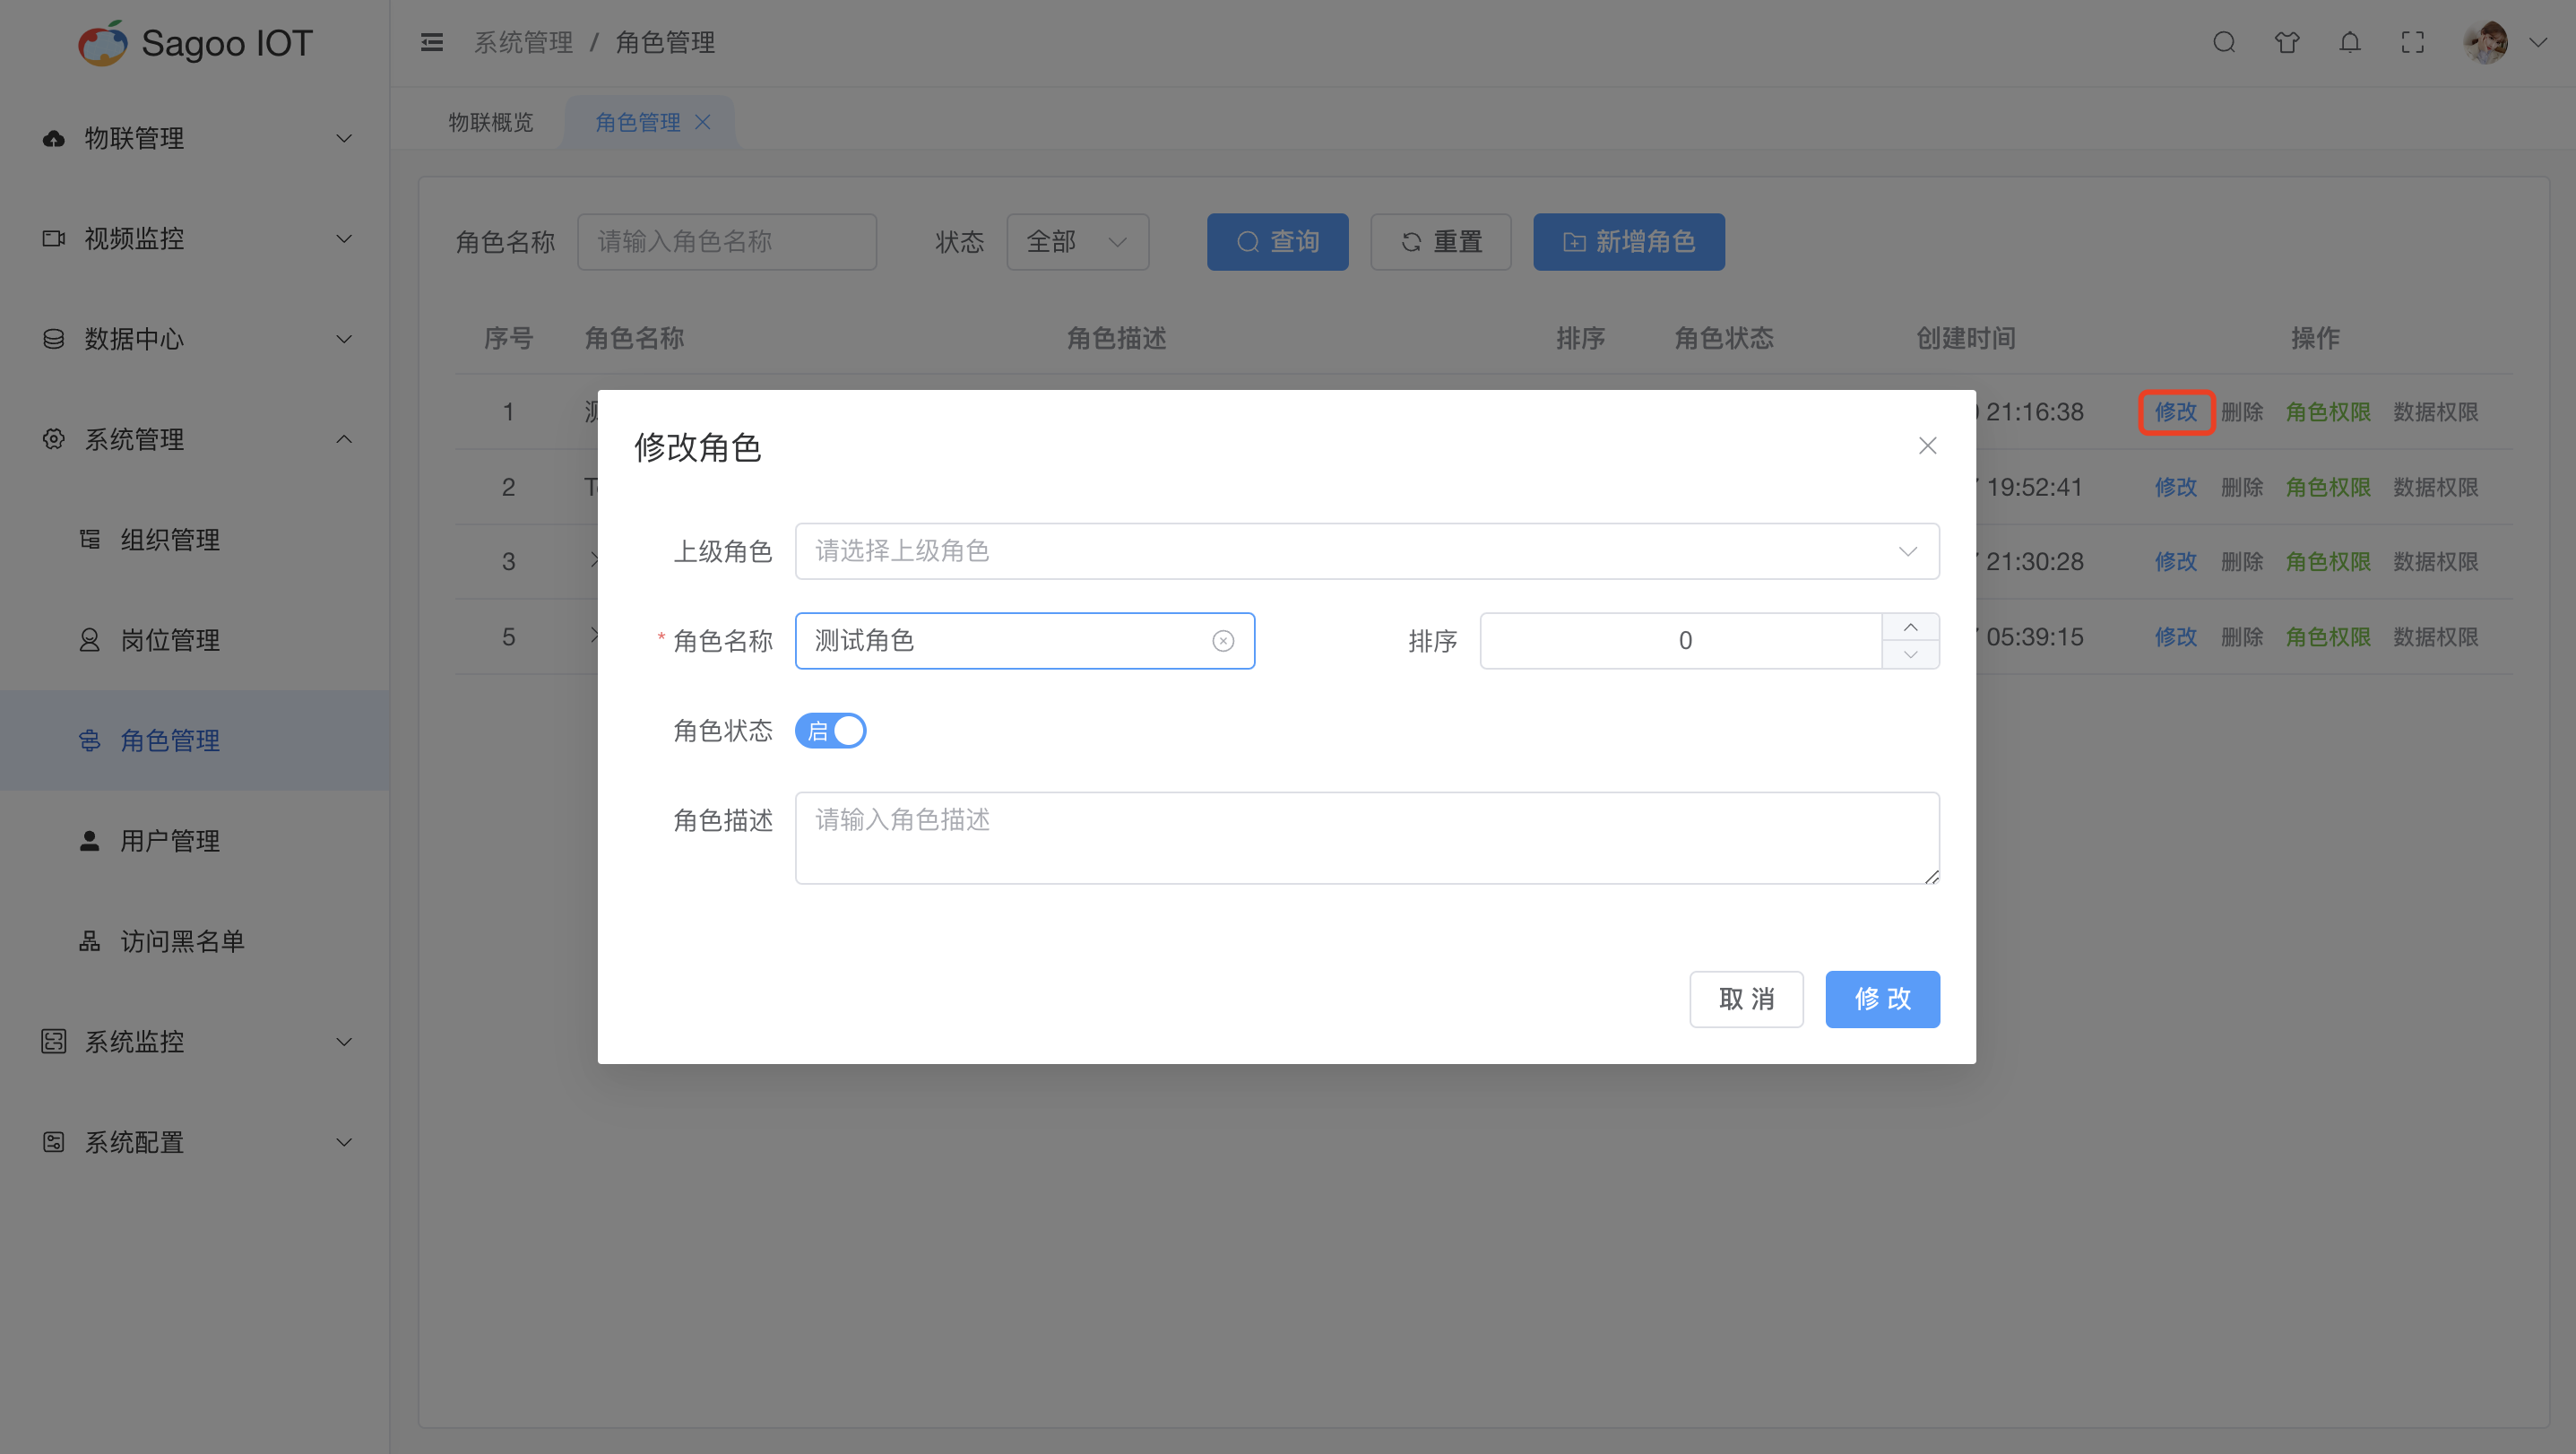 Sagoo IOT
系统管理 / 角色管理
物联概览 角色管理
物联管理
视频监控
数据中心
系统管理
组织管理
岗位管理
角色管理
用户管理
访问黑名单
系统监控
系统配置
角色名称 请输入角色名称 状态 全部 查询 重置 新增角色
序号 角色名称 角色描述 排序 角色状态 创建时间 操作
1 21:16:38 修改 删除 角色权限 数据权限
2 19:52:41 修改 删除 角色权限 数据权限
3 21:30:28 修改 删除 角色权限 数据权限
5 05:39:15 修改 删除 角色权限 数据权限
修改角色
上级角色 请选择上级角色
* 角色名称 测试角色 排序 0
角色状态 启
角色描述 请输入角色描述
取 消 修 改